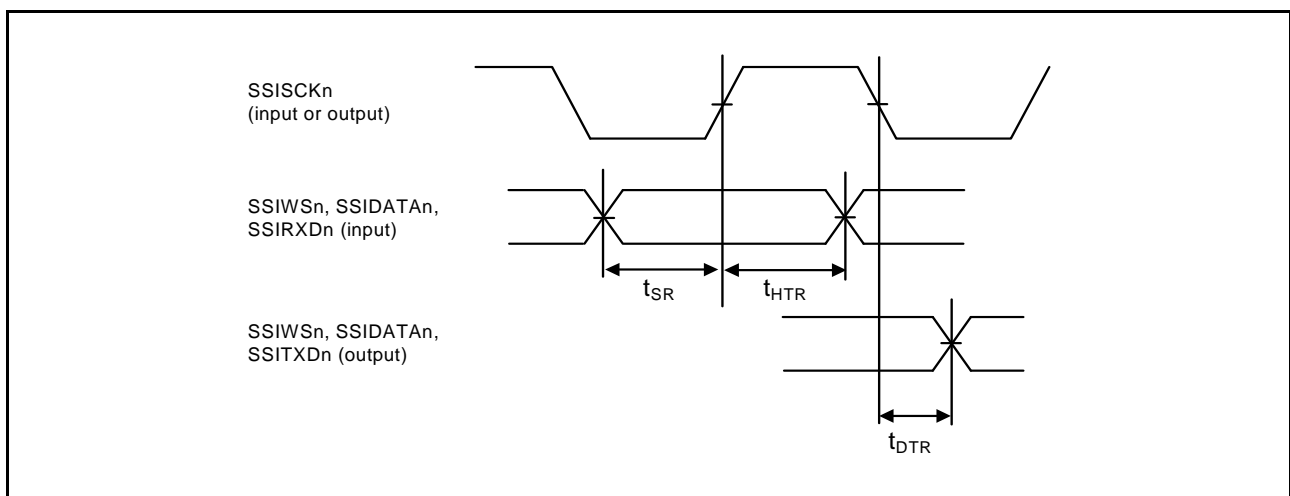 SSISCKn
(input or output)
SSIWSn, SSIDATAn,
SSIRXDn (input)
tSR
tHTR
SSIWSn, SSIDATAn,
SSITXDn (output)
tDTR